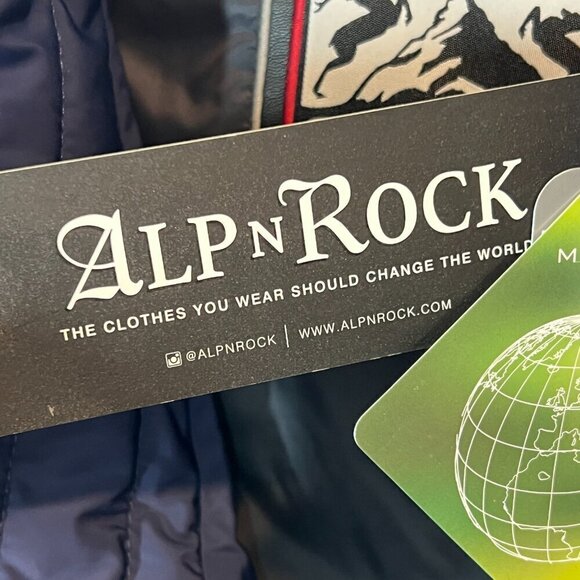 ALPNROCK
THE CLOTHES YOU WEAR SHOULD CHANGE THE WORLD
@ALPNROCK | WWW.ALPNROCK.COM